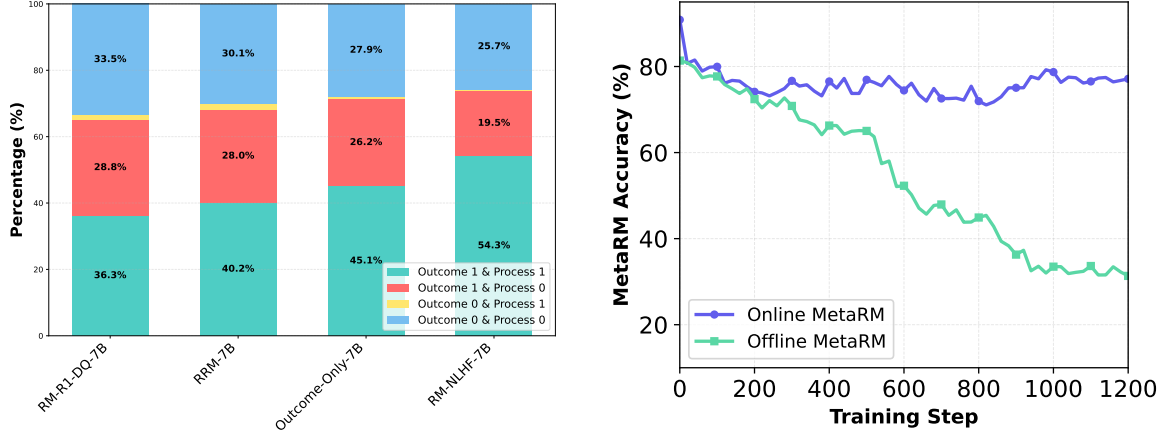 Percentage (%)
100
80
60
40
20
0
33.5%
30.1%
27.9%
25.7%
28.8%
28.0%
26.2%
19.5%
36.3%
40.2%
45.1%
54.3%
Outcome 1 & Process 1
Outcome 1 & Process 0
Outcome 0 & Process 1
Outcome 0 & Process 0
RM-R1-DQ-7B
RRM-7B
Outcome-Only-7B
RM-NLHF-7B
MetaRM Accuracy (%)
80
60
40
20
Online MetaRM
Offline MetaRM
0 200 400 600 800 1000 1200
Training Step